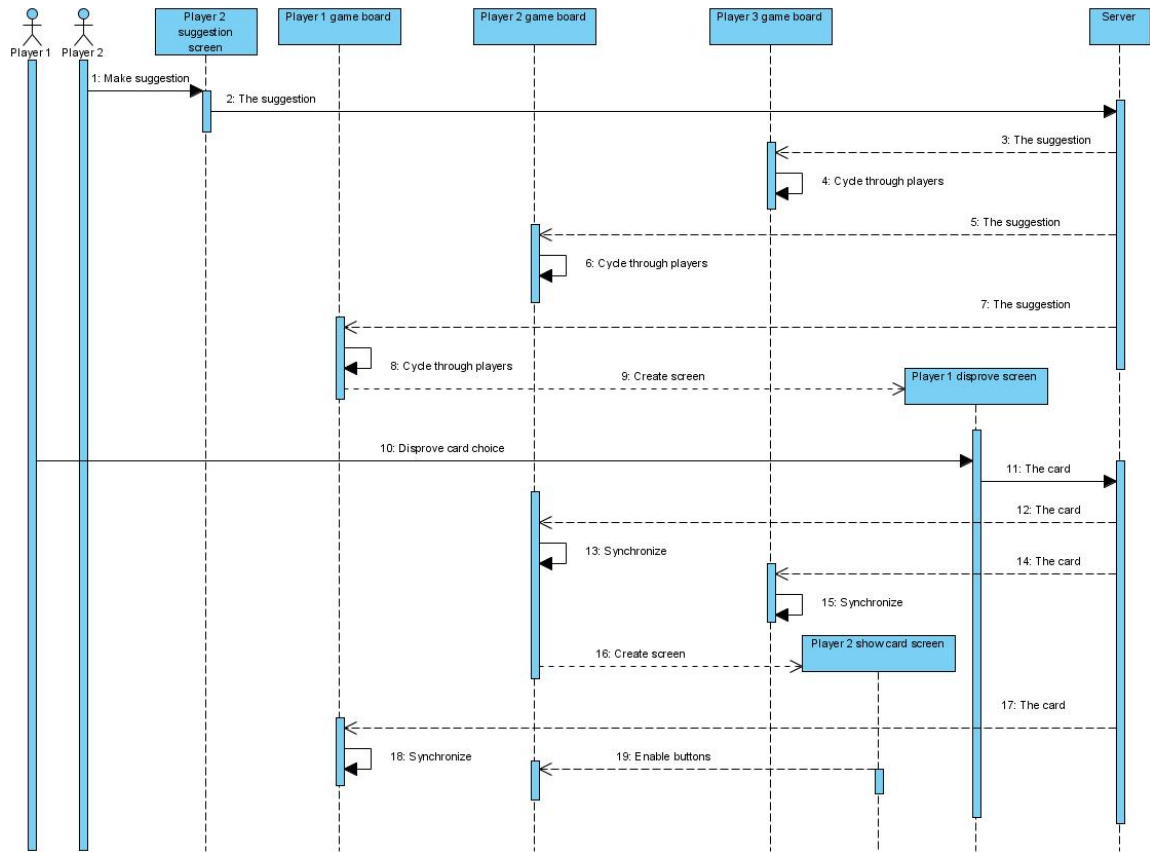 Player 1
Player 2
Player 2
suggestion
screen
Player 1 game board
Player 2 game board
Player 3 game board
Server
1: Make suggestion
2: The suggestion
3: The suggestion
4: Cycle through players
5: The suggestion
6: Cycle through players
7: The suggestion
8: Cycle through players
9: Create screen
Player 1 disprove screen
10: Disprove card choice
11: The card
12: The card
13: Synchronize
14: The card
15: Synchronize
16: Create screen
Player 2 show card screen
17: The card
18: Synchronize
19: Enable buttons